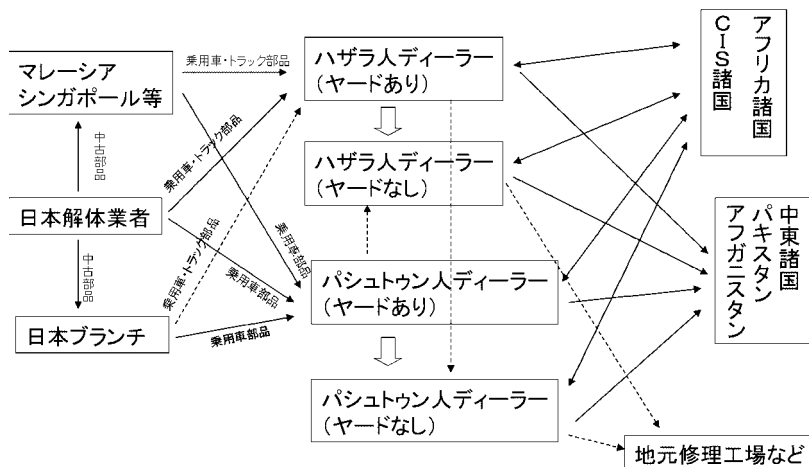 マレーシア
シンガポール等
乗用車・トラック部品
ハザラ人ディーラー
(ヤードあり)
アフリカ諸国
CIS諸国
中古部品
乗用車・トラック部品
ハザラ人ディーラー
(ヤードなし)
日本解体業者
乗用車部品
乗用車・トラック部品
乗用車部品
中古部品
パシュトゥン人ディーラー
(ヤードあり)
中東諸国
パキスタン
アフガニスタン
日本ブランチ
乗用車部品
パシュトゥン人ディーラー
(ヤードなし)
地元修理工場など